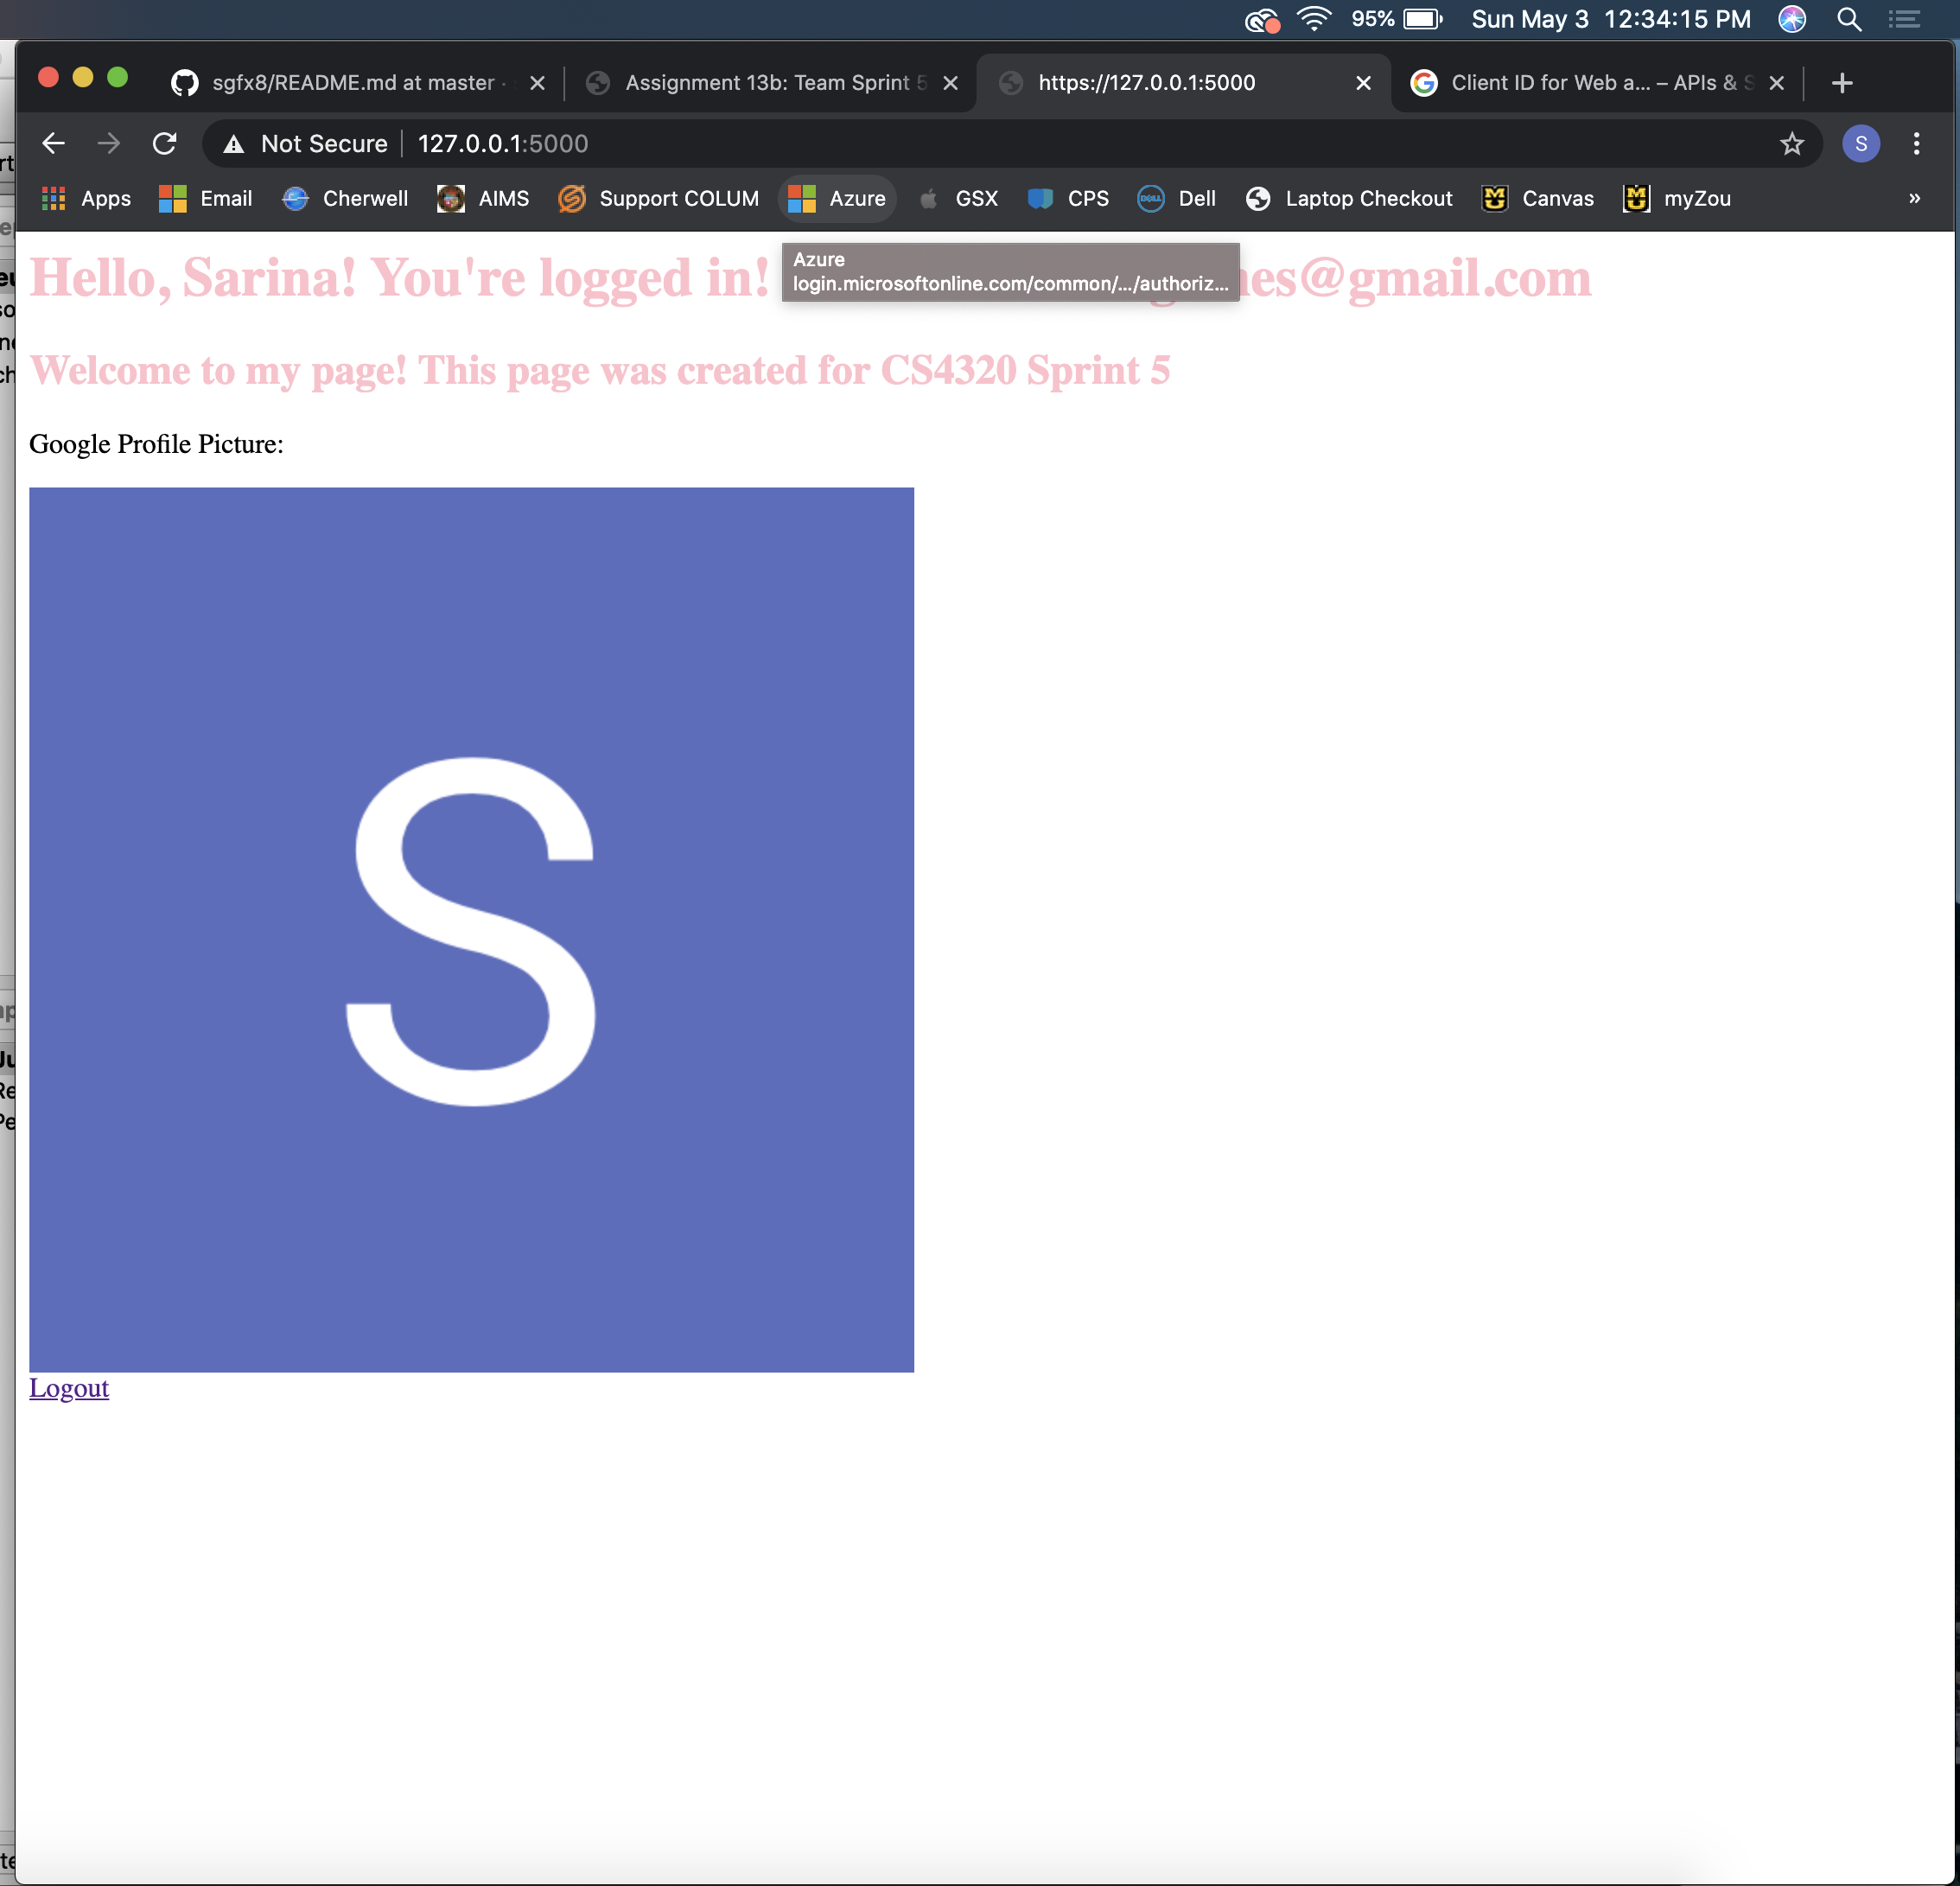 95% Sun May 3 12:34:15 PM
sgfx8/README.md at master · Assignment 13b: Team Sprint 5 https://127.0.0.1:5000 Client ID for Web a... – APIs & S
Not Secure 127.0.0.1:5000 S
Apps Email Cherwell AIMS Support COLUM Azure GSX CPS DELL Dell Laptop Checkout Canvas myZou »
Hello, Sarina! You're logged in! @gmail.com
Azure
login.microsoftonline.com/common/.../authoriz...
Welcome to my page! This page was created for CS4320 Sprint 5
Google Profile Picture:
S
Logout